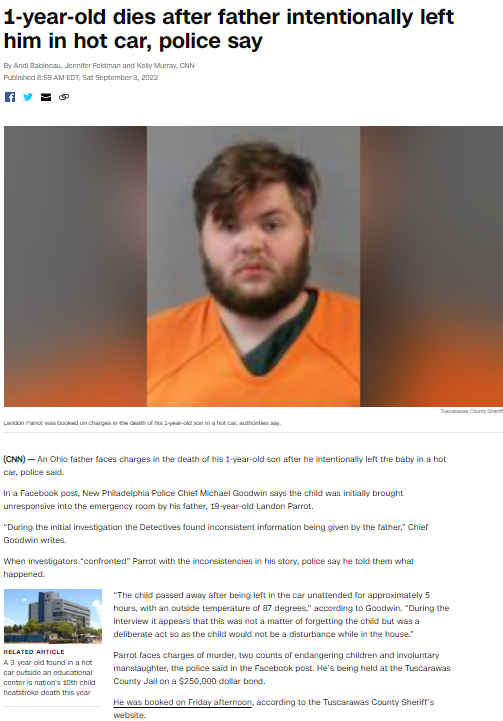 1-year-old dies after father intentionally left
him in hot car, police say
By Andi Babineau, Jennifer Feldman and Kelly Murray, CNN
Published 8:59 AM EDT, Sat September 3, 2022
Tuscarawas County Sheriff
Landon Parrot was booked on charges in the death of his 1-year-old son in a hot car, authorities say.
(CNN) — An Ohio father faces charges in the death of his 1-year-old son after he intentionally left the baby in a hot
car, police said.
In a Facebook post, New Philadelphia Police Chief Michael Goodwin says the child was initially brought
unresponsive into the emergency room by his father, 19-year-old Landon Parrot.
“During the initial investigation the Detectives found inconsistent information being given by the father,” Chief
Goodwin writes.
When investigators “confronted” Parrot with the inconsistencies in his story, police say he told them what
happened.
RELATED ARTICLE
A 3 year old found in a hot
car outside an educational
center is nation's 10th child
heatstroke death this year
“The child passed away after being left in the car unattended for approximately 5
hours, with an outside temperature of 87 degrees,” according to Goodwin. “During the
interview it appears that this was not a matter of forgetting the child but was a
deliberate act so as the child would not be a disturbance while in the house.”
Parrot faces charges of murder, two counts of endangering children and involuntary
manslaughter, the police said in the Facebook post. He's being held at the Tuscarawas
County Jail on a $250,000 dollar bond.
He was booked on Friday afternoon, according to the Tuscarawas County Sheriff's
website.